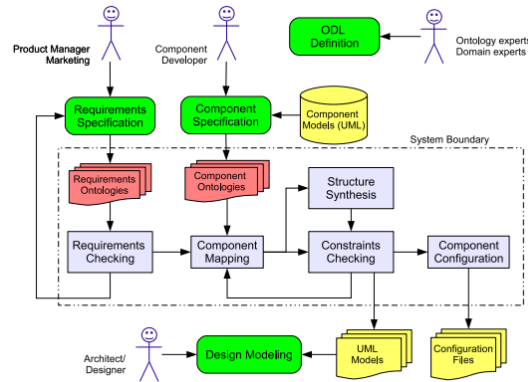 Product Manager
Marketing
Component
Developer
ODL
Definition
Ontology experts
Domain experts
Requirements
Specification
Component
Specification
Component
Models (UML)
System Boundary
Requirements
Ontologies
Component
Ontologies
Structure
Synthesis
Requirements
Checking
Component
Mapping
Constraints
Checking
Component
Configuration
Architect/
Designer
Design Modeling
UML
Models
Configuration
Files